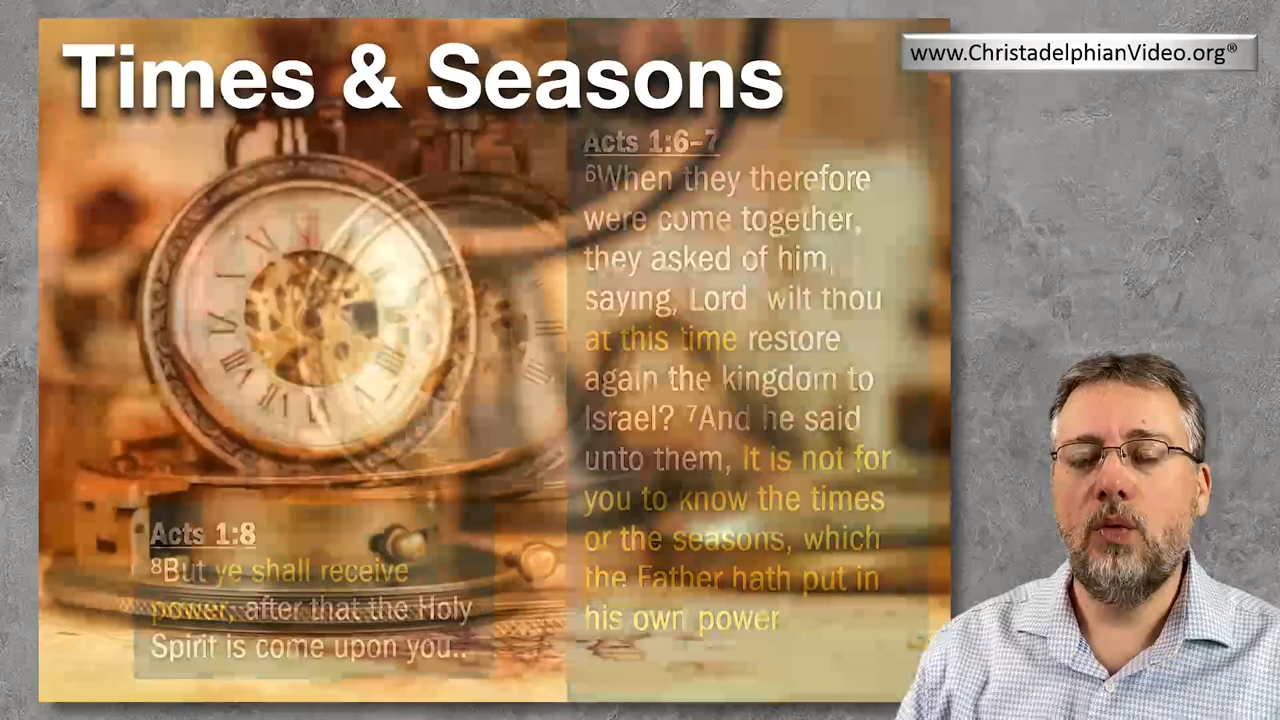 Times & Seasons
www.ChristadelphianVideo.org®
Acts 1:6–7
⁶When they therefore
were come together,
they asked of him,
saying, Lord wilt thou
at this time restore
again the kingdom to
Israel? ⁷And he said
unto them, It is not for
you to know the times
or the seasons, which
the Father hath put in
his own power
Acts 1:8
⁸But ye shall receive
power, after that the Holy
Spirit is come upon you..